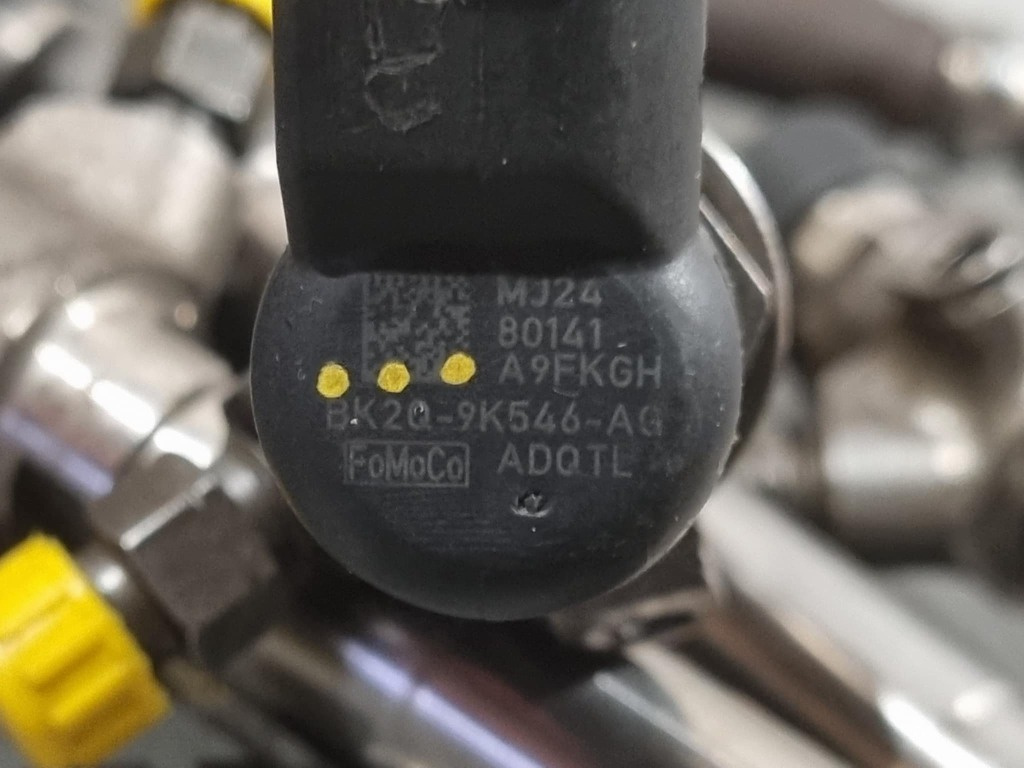 MJ24
80141
A9FKGH
BK2Q-9K546-AG
FoMoCo ADQTL